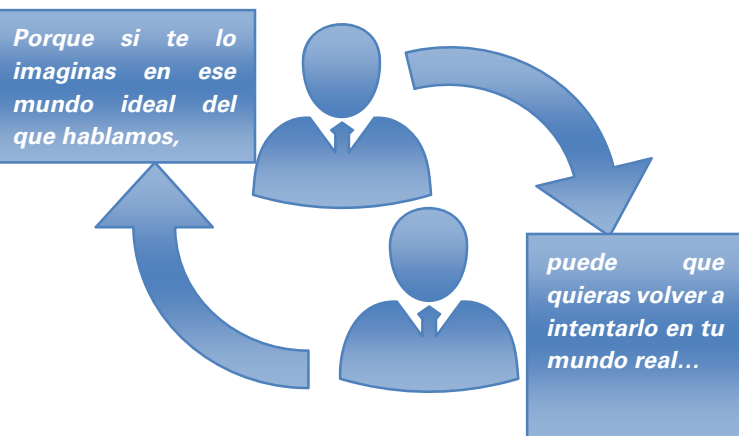 Porque si te lo
imaginas en ese
mundo ideal del
que hablamos,
puede que
quieras volver a
intentarlo en tu
mundo real...